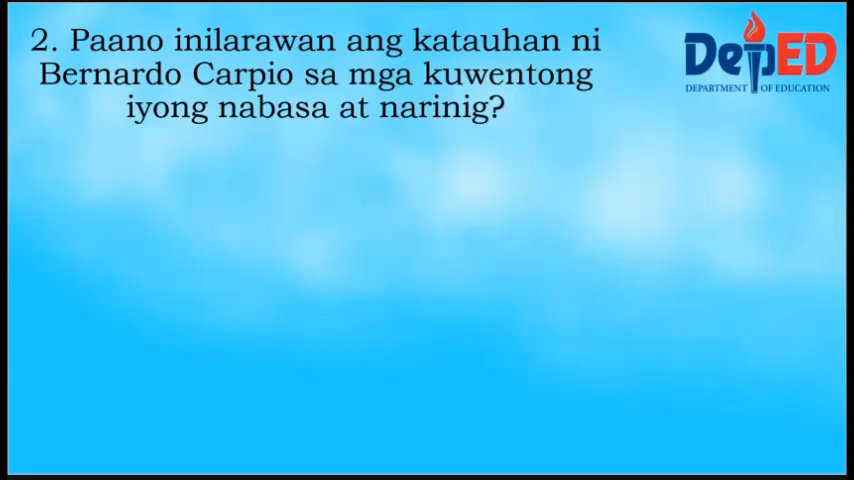 2. Paano inilarawan ang katauhan ni
Bernardo Carpio sa mga kuwentong
iyong nabasa at narinig?
DepED
DEPARTMENT OF EDUCATION